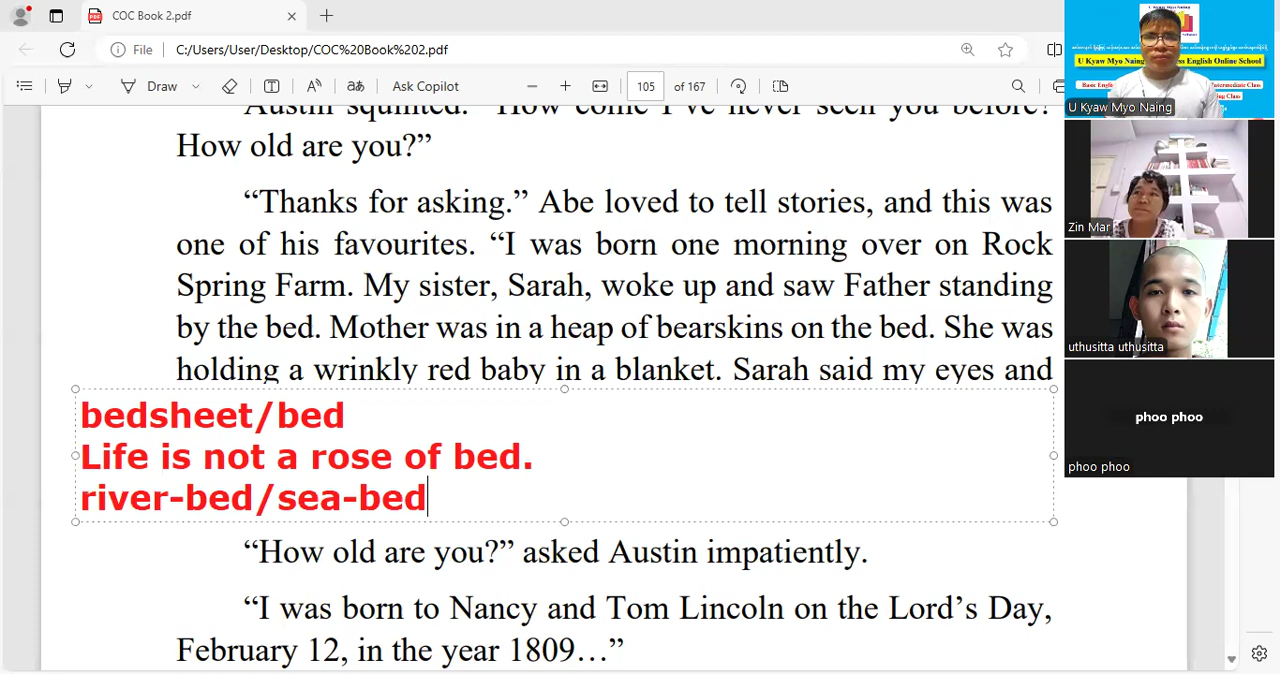 COC Book 2.pdf
File C:/Users/User/Desktop/COC%20Book%202.pdf
Draw Ask Copilot 105 of 167
Austin squinted. “How come I’ve never seen you before?
How old are you?”
“Thanks for asking.” Abe loved to tell stories, and this was
one of his favourites. “I was born one morning over on Rock
Spring Farm. My sister, Sarah, woke up and saw Father standing
by the bed. Mother was in a heap of bearskins on the bed. She was
holding a wrinkly red baby in a blanket. Sarah said my eyes and
bedsheet/bed
Life is not a rose of bed.
river-bed/sea-bed
“How old are you?” asked Austin impatiently.
“I was born to Nancy and Tom Lincoln on the Lord’s Day,
February 12, in the year 1809…”
U Kyaw Myo Naing
English Online School
U Kyaw Myo Naing
Zin Mar
uthusitta uthusitta
phoo phoo
phoo phoo